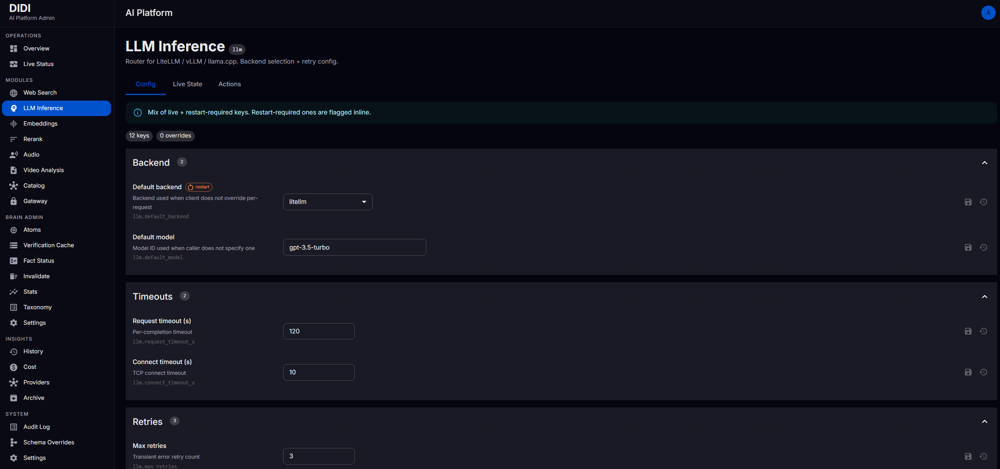 DIDI
AI Platform Admin
AI Platform
A
OPERATIONS
Overview
Live Status
MODULES
Web Search
LLM Inference
Embeddings
Rerank
Audio
Video Analysis
Catalog
Gateway
BRAIN ADMIN
Atoms
Verification Cache
Fact Status
Invalidate
Stats
Taxonomy
Settings
INSIGHTS
History
Cost
Providers
Archive
SYSTEM
Audit Log
Schema Overrides
Settings
LLM Inference llm
Router for LiteLLM / vLLM / llama.cpp. Backend selection + retry config.
Config Live State Actions
Mix of live + restart-required keys. Restart-required ones are flagged inline.
12 keys 0 overrides
Backend 2
Default backend restart
Backend used when client does not override per-
request
llm.default_backend
litellm
Default model
Model ID used when caller does not specify one
llm.default_model
gpt-3.5-turbo
Timeouts 2
Request timeout (s)
Per-completion timeout
llm.request_timeout_s
120
Connect timeout (s)
TCP connect timeout
llm.connect_timeout_s
10
Retries 3
Max retries
Transient error retry count
llm.max_retries
3